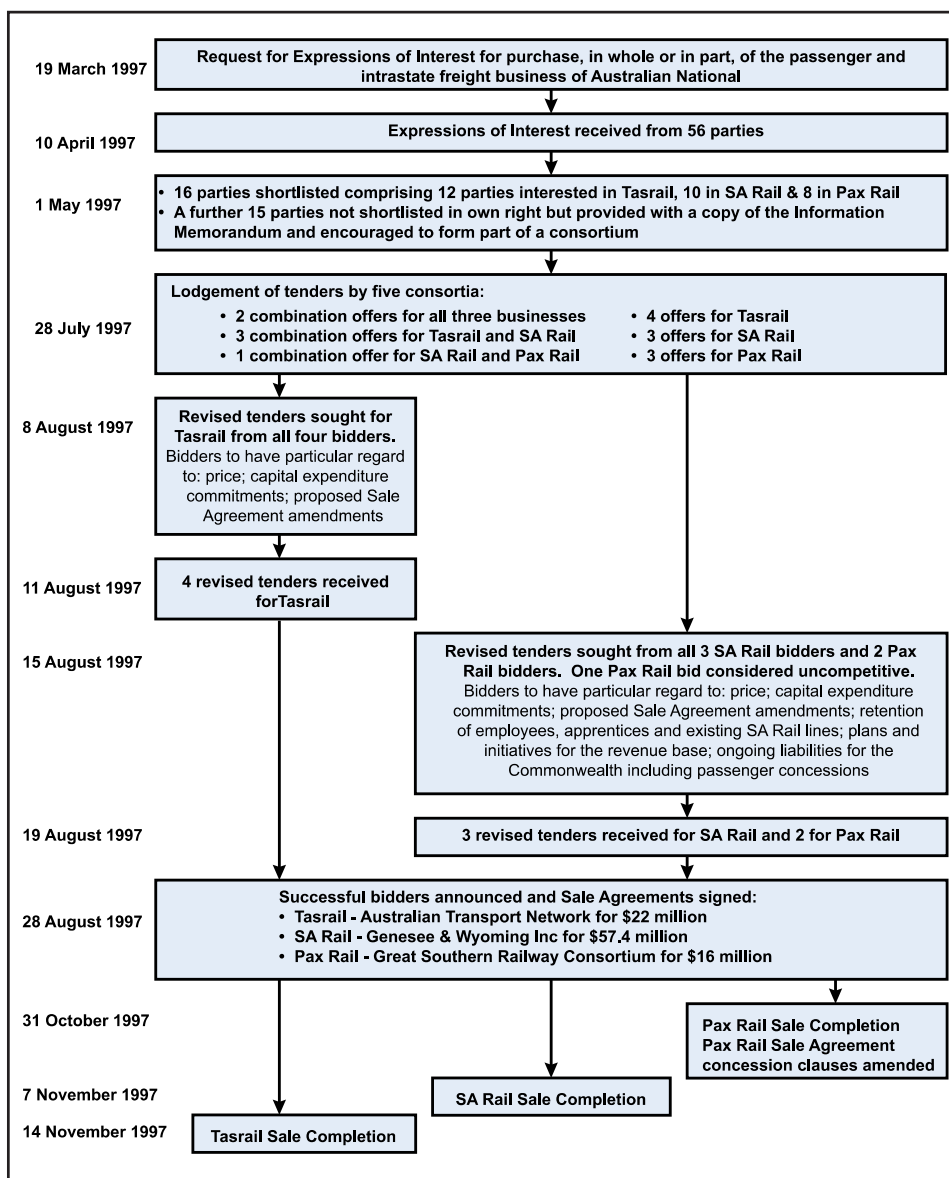 19 March 1997
Request for Expressions of Interest for purchase, in whole or in part, of the passenger and
intrastate freight business of Australian National
10 April 1997
Expressions of Interest received from 56 parties
1 May 1997
• 16 parties shortlisted comprising 12 parties interested in Tasrail, 10 in SA Rail & 8 in Pax Rail
• A further 15 parties not shortlisted in own right but provided with a copy of the Information
Memorandum and encouraged to form part of a consortium
28 July 1997
Lodgement of tenders by five consortia:
• 2 combination offers for all three businesses
• 3 combination offers for Tasrail and SA Rail
• 1 combination offer for SA Rail and Pax Rail
• 4 offers for Tasrail
• 3 offers for SA Rail
• 3 offers for Pax Rail
8 August 1997
Revised tenders sought for
Tasrail from all four bidders.
Bidders to have particular regard
to: price; capital expenditure
commitments; proposed Sale
Agreement amendments
11 August 1997
4 revised tenders received
forTasrail
15 August 1997
Revised tenders sought from all 3 SA Rail bidders and 2 Pax
Rail bidders. One Pax Rail bid considered uncompetitive.
Bidders to have particular regard to: price; capital expenditure
commitments; proposed Sale Agreement amendments; retention
of employees, apprentices and existing SA Rail lines; plans and
initiatives for the revenue base; ongoing liabilities for the
Commonwealth including passenger concessions
19 August 1997
3 revised tenders received for SA Rail and 2 for Pax Rail
28 August 1997
Successful bidders announced and Sale Agreements signed:
• Tasrail - Australian Transport Network for $22 million
• SA Rail - Genesee & Wyoming Inc for $57.4 million
• Pax Rail - Great Southern Railway Consortium for $16 million
31 October 1997
Pax Rail Sale Completion
Pax Rail Sale Agreement
concession clauses amended
7 November 1997
SA Rail Sale Completion
14 November 1997
Tasrail Sale Completion